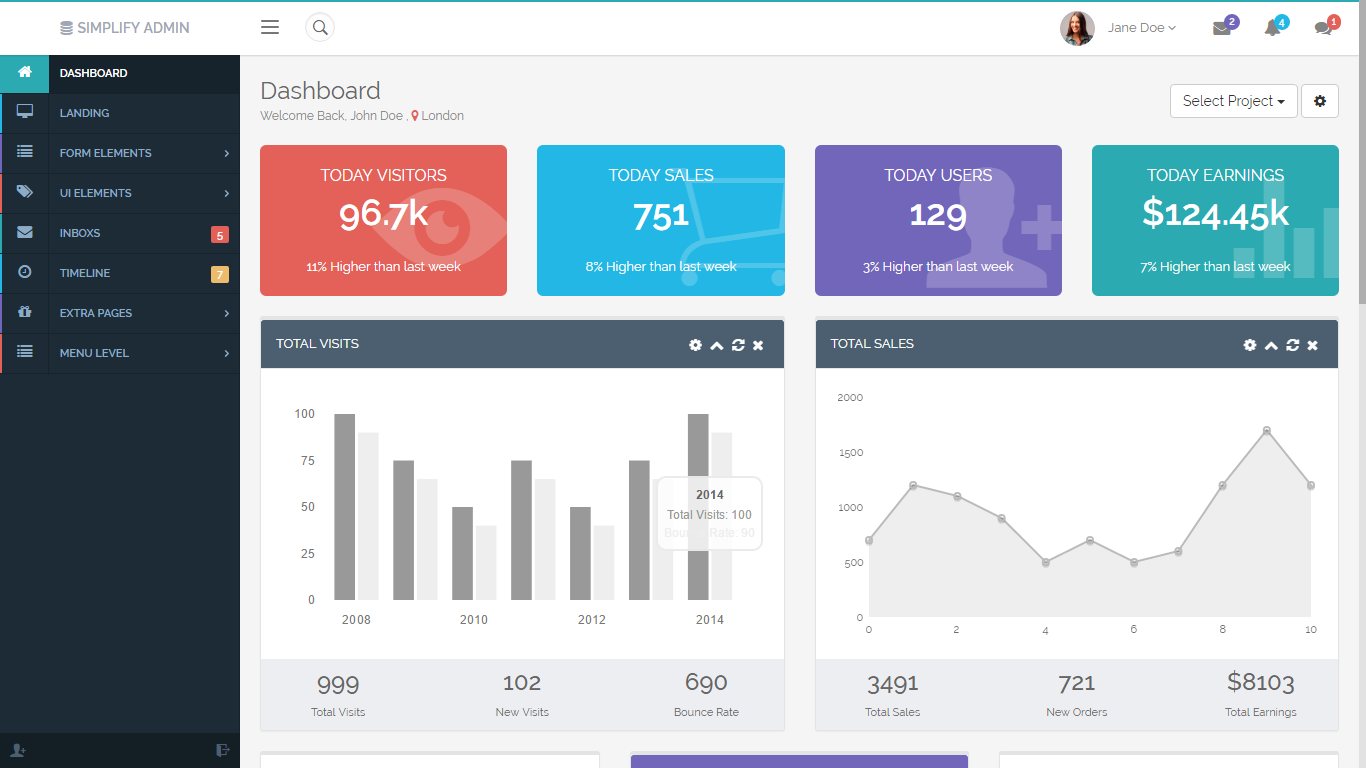 SIMPLIFY ADMIN
Jane Doe
2
4
1
DASHBOARD
LANDING
FORM ELEMENTS
UI ELEMENTS
INBOXS 5
TIMELINE 7
EXTRA PAGES
MENU LEVEL
Dashboard
Welcome Back, John Doe , London
Select Project
TODAY VISITORS
96.7k
11% Higher than last week
TODAY SALES
751
8% Higher than last week
TODAY USERS
129
3% Higher than last week
TODAY EARNINGS
$124.45k
7% Higher than last week
TOTAL VISITS
100
75
50
25
0
2008 2010 2012 2014
2014
Total Visits: 100
Bounce Rate: 90
999 102 690
Total Visits New Visits Bounce Rate
TOTAL SALES
2000
1500
1000
500
0
0 2 4 6 8 10
3491 721 $8103
Total Sales New Orders Total Earnings